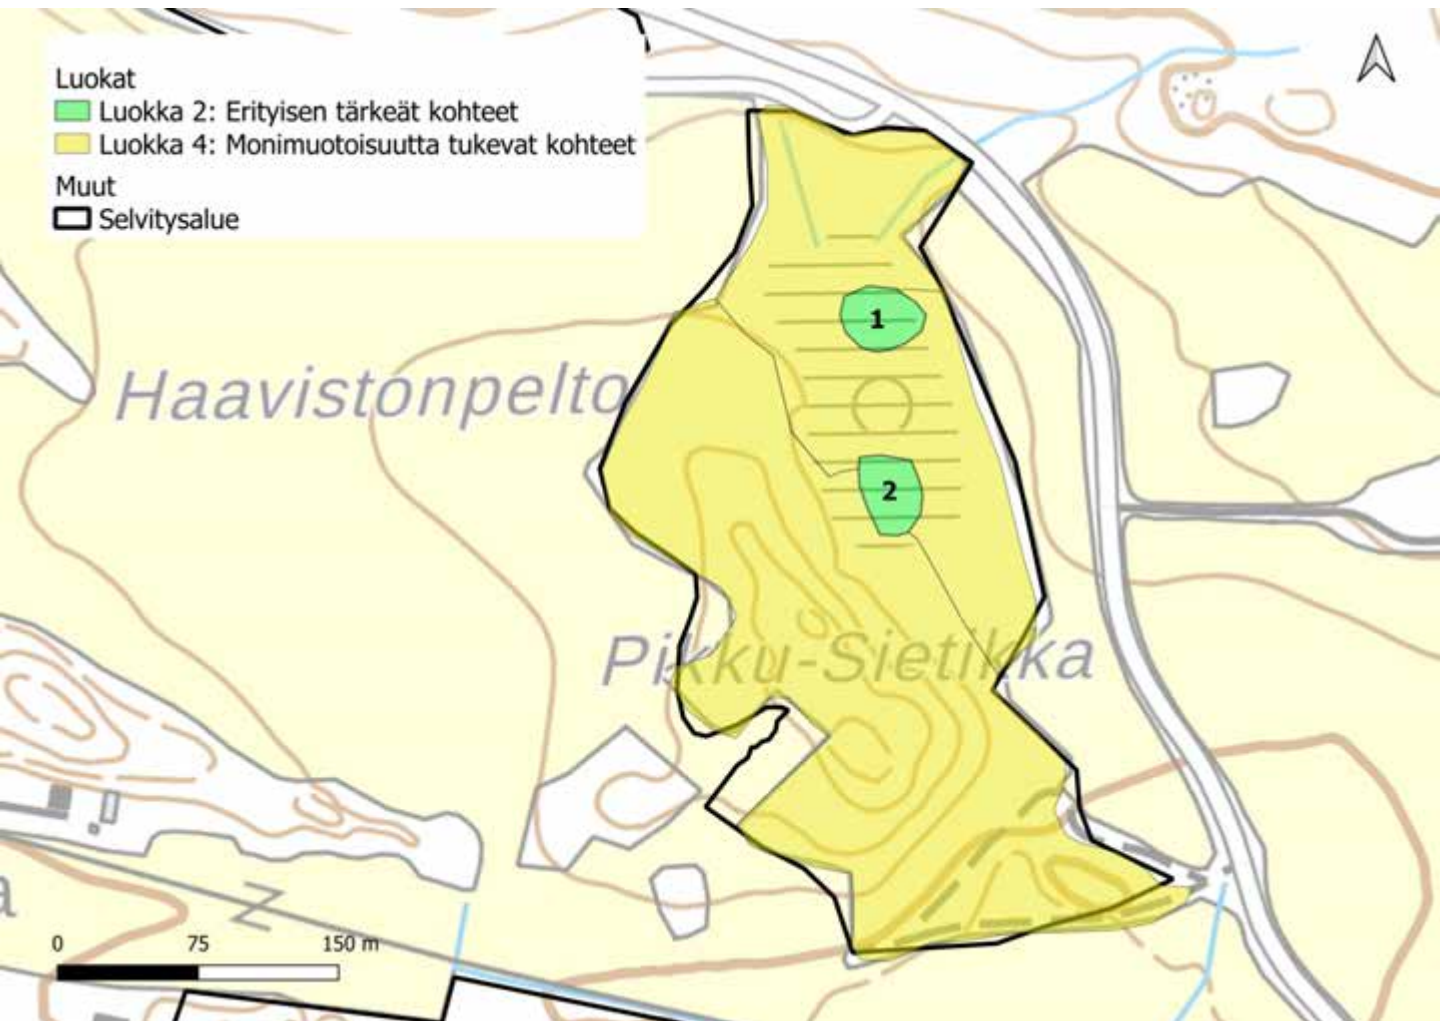 Luokat
Luokka 2: Erityisen tärkeät kohteet
Luokka 4: Monimuotoisuutta tukevat kohteet
Muut
Selvitysalue
1
Haavistonpelto
2
Pikku-Sietikka
a
0 75 150 m